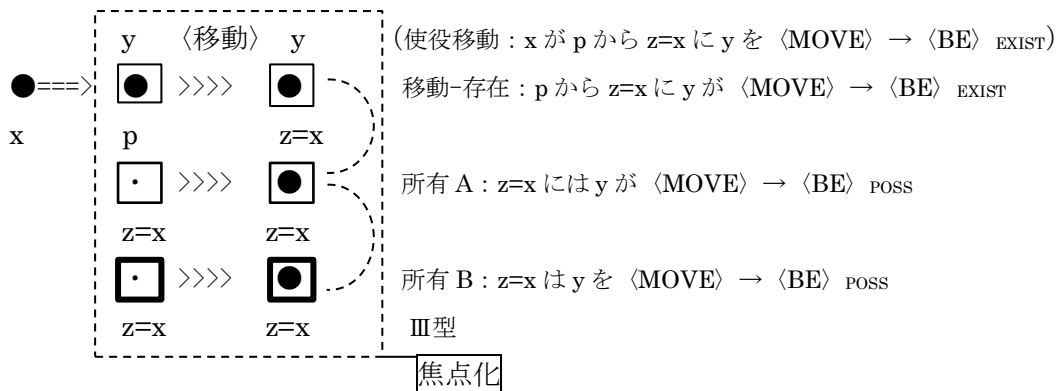 y 〈移動〉 y (使役移動：x が p から z=x に y を 〈MOVE〉 → 〈BE〉 EXIST)
●===> ● >>>> ● 移動-存在：p から z=x に y が 〈MOVE〉 → 〈BE〉 EXIST
x p z=x
・ >>>> ● 所有 A：z=x には y が 〈MOVE〉 → 〈BE〉 POSS
z=x z=x
・ >>>> ● 所有 B：z=x は y を 〈MOVE〉 → 〈BE〉 POSS
z=x z=x Ⅲ型
焦点化